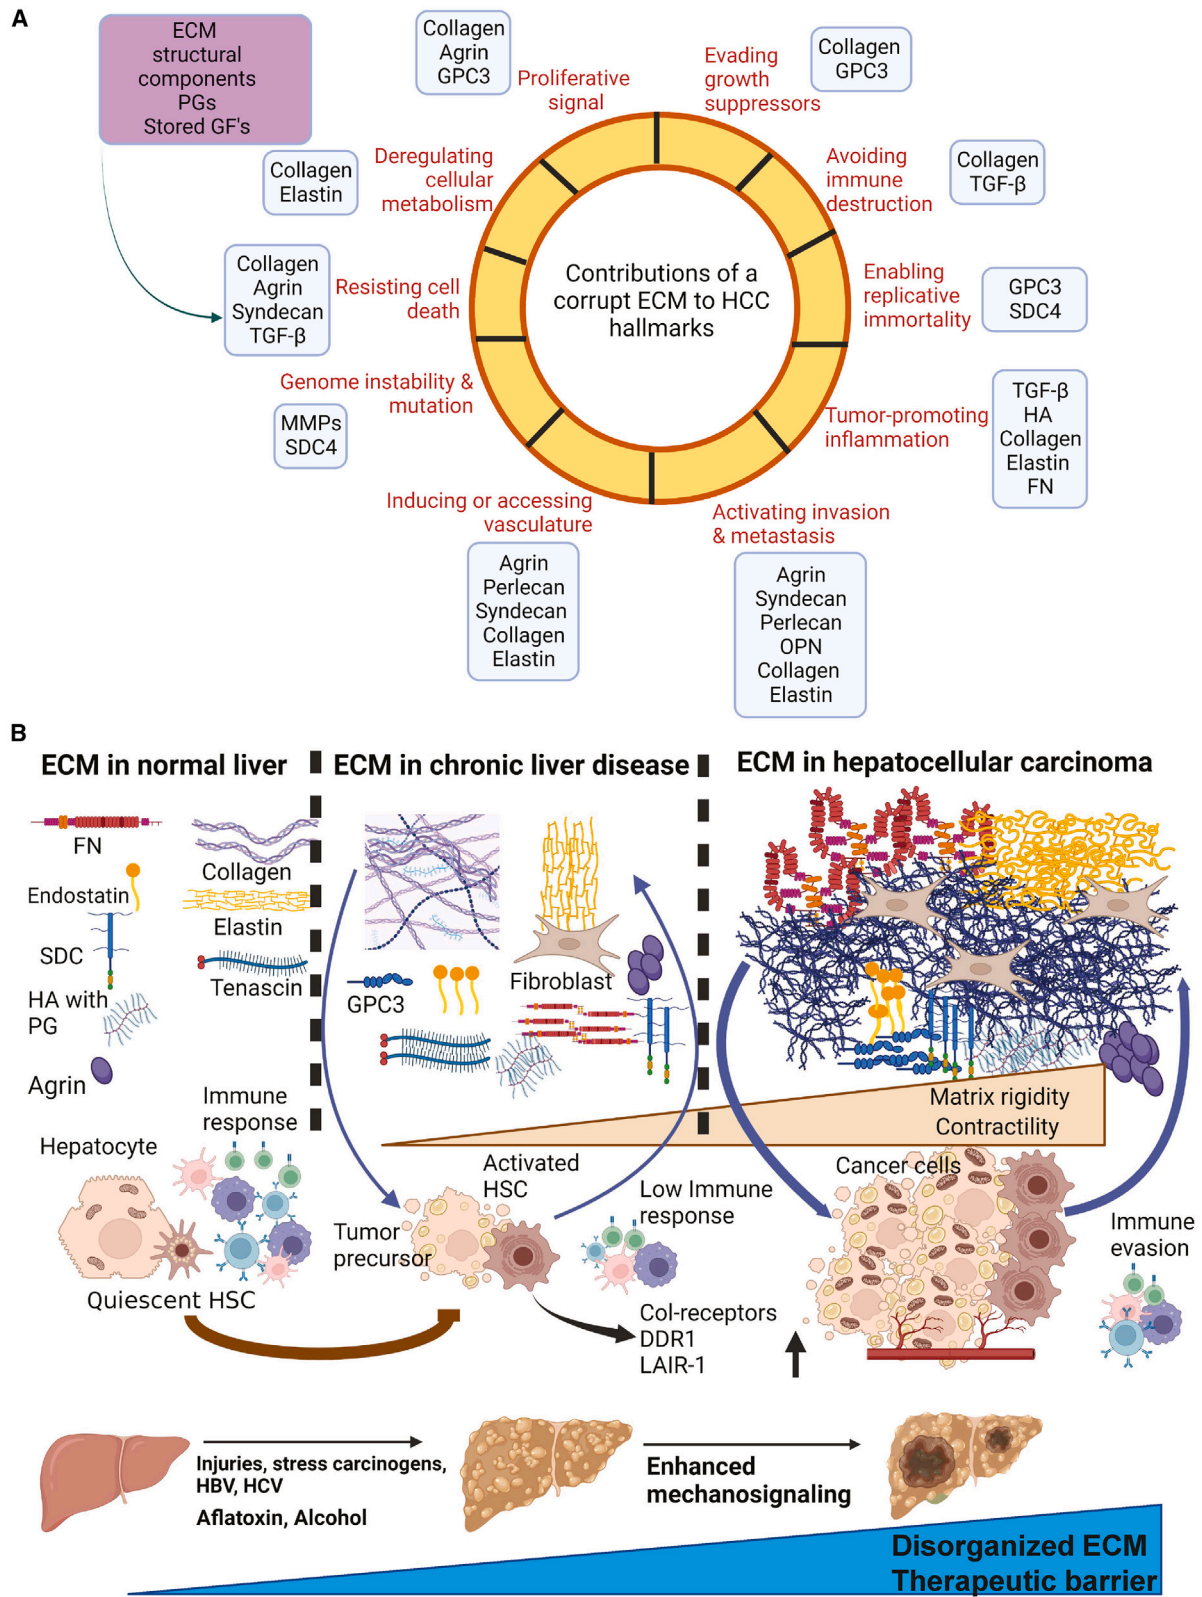 A
ECM
structural
components
PGs
Stored GF's
Collagen
Agrin
GPC3
Proliferative
signal
Evading
growth
suppressors
Collagen
GPC3
Collagen
Elastin
Deregulating
cellular
metabolism
Avoiding
immune
destruction
Collagen
TGF-β
Collagen
Agrin
Syndecan
TGF-β
Resisting cell
death
Contributions of a
corrupt ECM to HCC
hallmarks
Enabling
replicative
immortality
GPC3
SDC4
Genome instability &
mutation
MMPs
SDC4
Tumor-promoting
inflammation
TGF-β
HA
Collagen
Elastin
FN
Inducing or accessing
vasculature
Agrin
Perlecan
Syndecan
Collagen
Elastin
Activating invasion
& metastasis
Agrin
Syndecan
Perlecan
OPN
Collagen
Elastin
B
ECM in normal liver
FN
Collagen
Endostatin
Elastin
SDC
Tenascin
HA with
PG
Agrin
Immune
response
Hepatocyte
Quiescent HSC
ECM in chronic liver disease
GPC3
Fibroblast
Activated
HSC
Tumor
precursor
Low Immune
response
Col-receptors
DDR1
LAIR-1
ECM in hepatocellular carcinoma
Matrix rigidity
Contractility
Cancer cells
Immune
evasion
Injuries, stress carcinogens,
HBV, HCV
Aflatoxin, Alcohol
Enhanced
mechanosignaling
Disorganized ECM
Therapeutic barrier